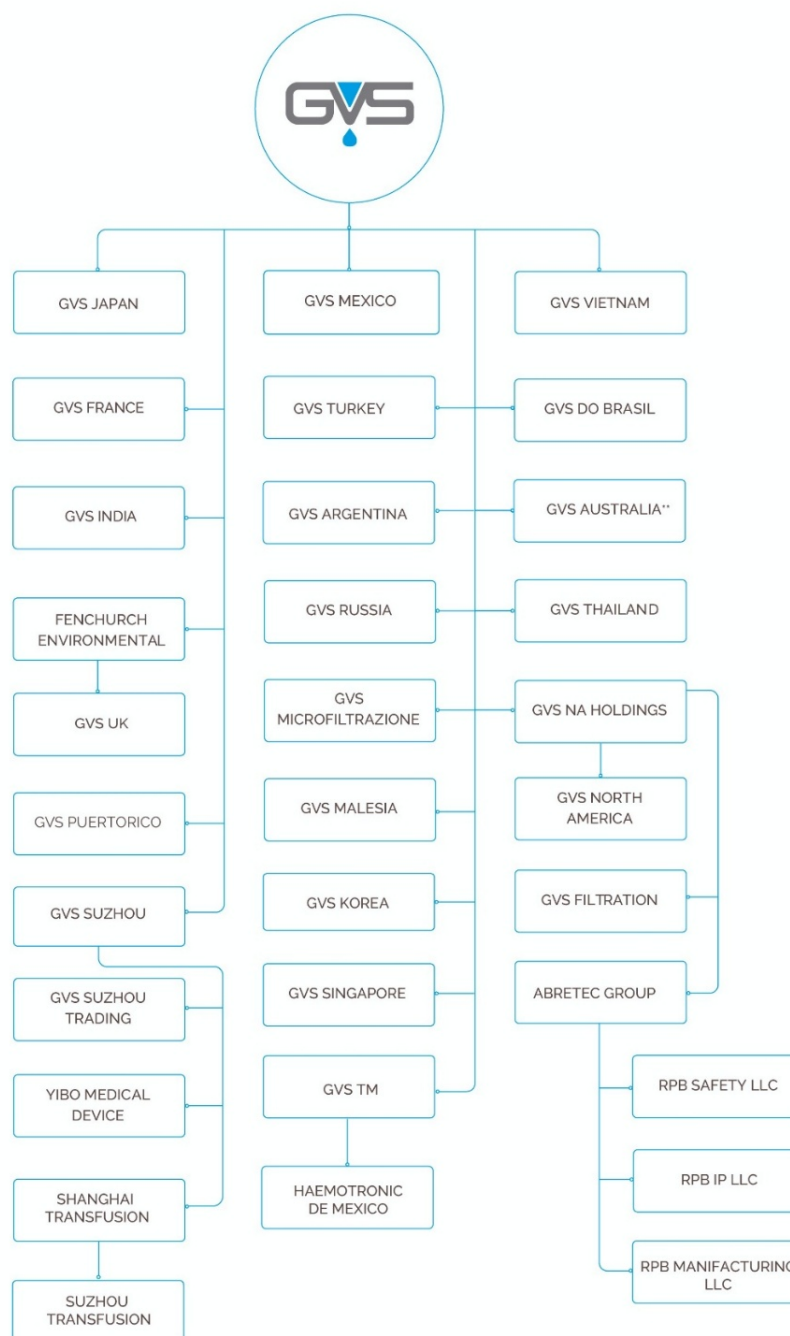 GVS
GVS JAPAN
GVS MEXICO
GVS VIETNAM
GVS FRANCE
GVS TURKEY
GVS DO BRASIL
GVS INDIA
GVS ARGENTINA
GVS AUSTRALIA**
FENCHURCH
ENVIRONMENTAL
GVS RUSSIA
GVS THAILAND
GVS UK
GVS
MICROFILTRAZIONE
GVS NA HOLDINGS
GVS PUERTORICO
GVS MALESIA
GVS NORTH
AMERICA
GVS SUZHOU
GVS KOREA
GVS FILTRATION
GVS SUZHOU
TRADING
GVS SINGAPORE
ABRETEC GROUP
YIBO MEDICAL
DEVICE
GVS TM
RPB SAFETY LLC
SHANGHAI
TRANSFUSION
HAEMOTRONIC
DE MEXICO
RPB IP LLC
SUZHOU
TRANSFUSION
RPB MANIFACTURING
LLC